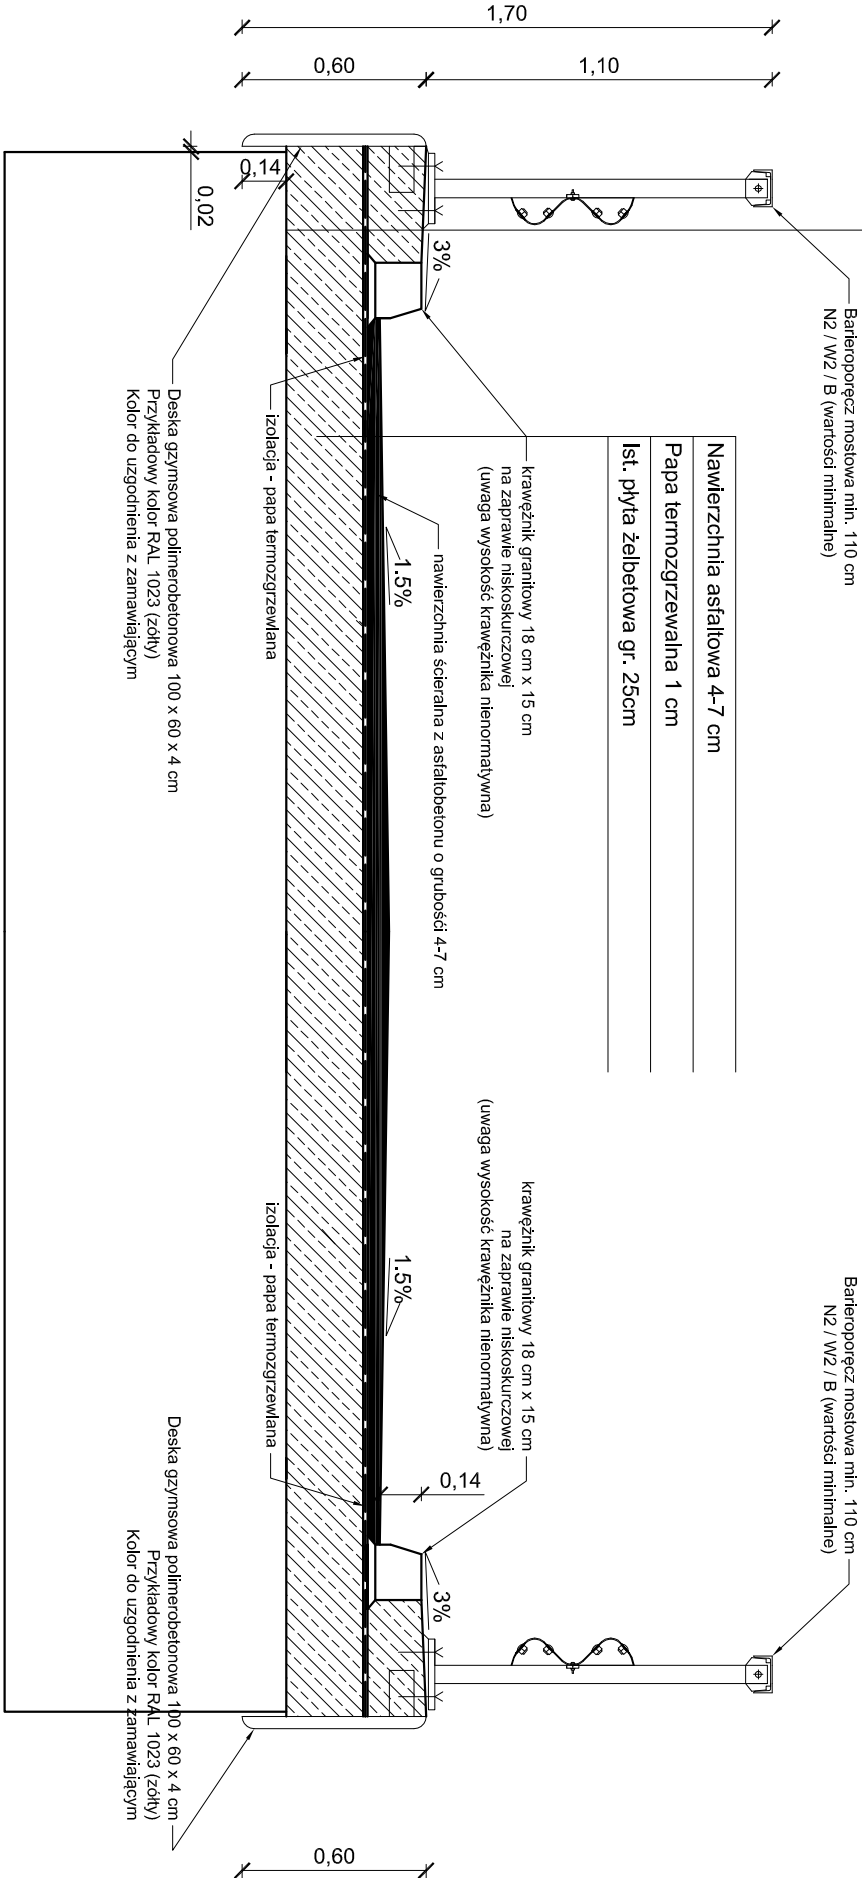 1,70
0,60
1,10
0,14
0,02
3%
Barieroporęcz mostowa min. 110 cm
N2 / W2 / B (wartości minimalne)
Nawierzchnia asfaltowa 4-7 cm
Papa termozgrzewalna 1 cm
Ist. płyta żelbetowa gr. 25cm
krawężnik granitowy 18 cm x 15 cm
na zaprawie niskoskurczowej
(uwaga wysokość krawężnika nienormatywna)
nawierzchnia ścieralna z asfaltobetonu o grubośći 4-7 cm
1.5%
izolacja - papa termozgrzewlana
Deska gzymsowa polimerobetonowa 100 x 60 x 4 cm
Przykładowy kolor RAL 1023 (żółty)
Kolor do uzgodnienia z zamawiającym
Barieroporęcz mostowa min. 110 cm
N2 / W2 / B (wartości minimalne)
krawężnik granitowy 18 cm x 15 cm
na zaprawie niskoskurczowej
(uwaga wysokość krawężnika nienormatywna)
1.5%
0,14
3%
izolacja - papa termozgrzewlana
Deska gzymsowa polimerobetonowa 100 x 60 x 4 cm
Przykładowy kolor RAL 1023 (żółty)
Kolor do uzgodnienia z zamawiającym
0,60